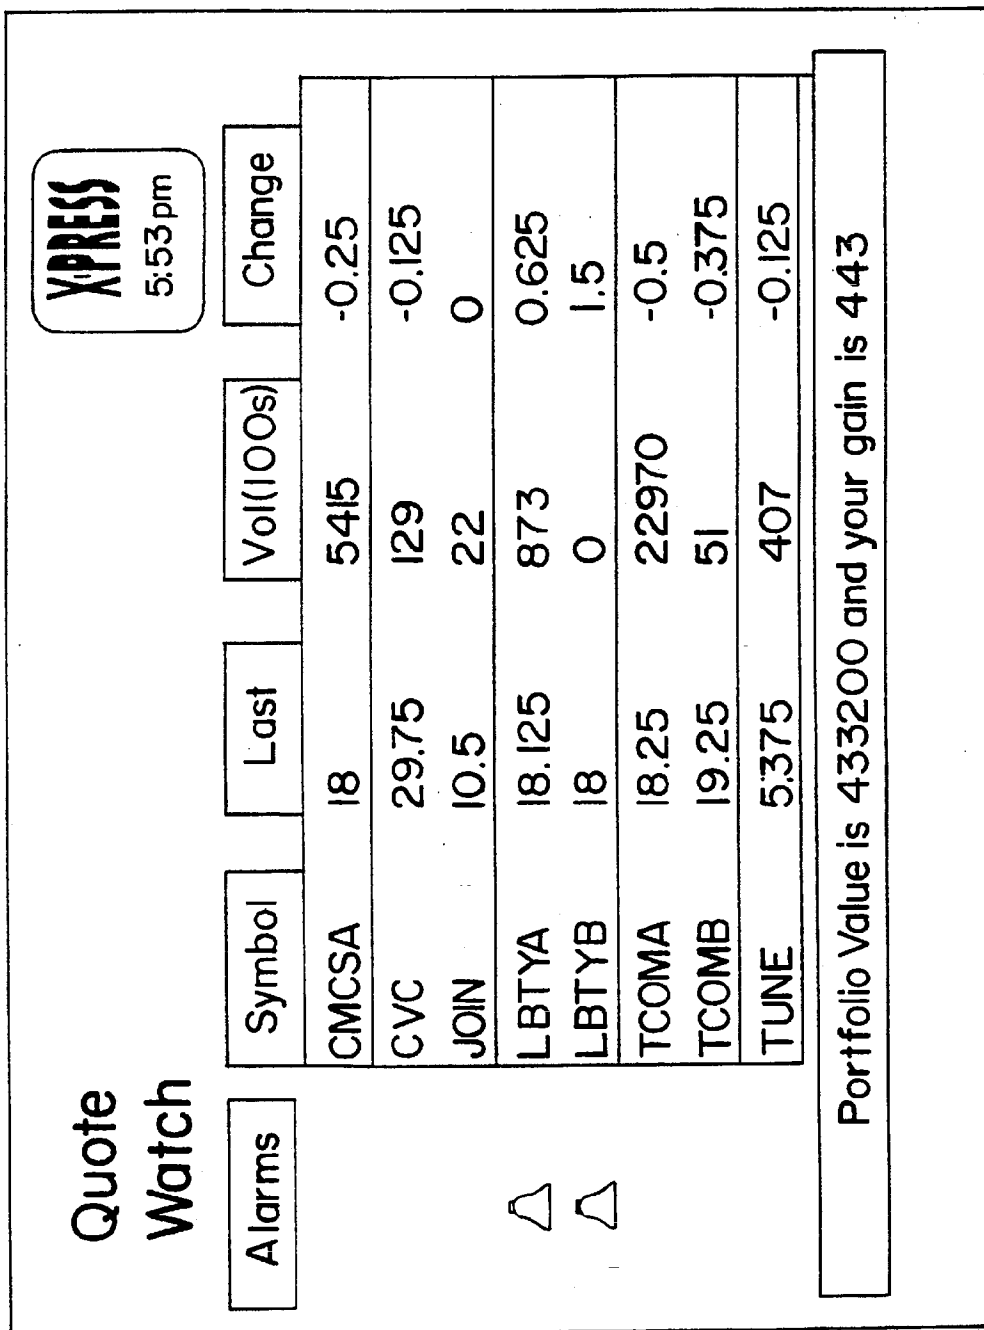 Quote
Watch
XPRESS
5:53pm
Alarms Symbol Last Vol(100s) Change
CMCSA 18 5415 -0.25
CVC 29.75 129 -0.125
JOIN 10.5 22 0
LBTYA 18.125 873 0.625
LBTYB 18 0 1.5
TCOMA 18.25 22970 -0.5
TCOMB 19.25 51 -0.375
TUNE 5.375 407 -0.125
Portfolio Value is 433200 and your gain is 443